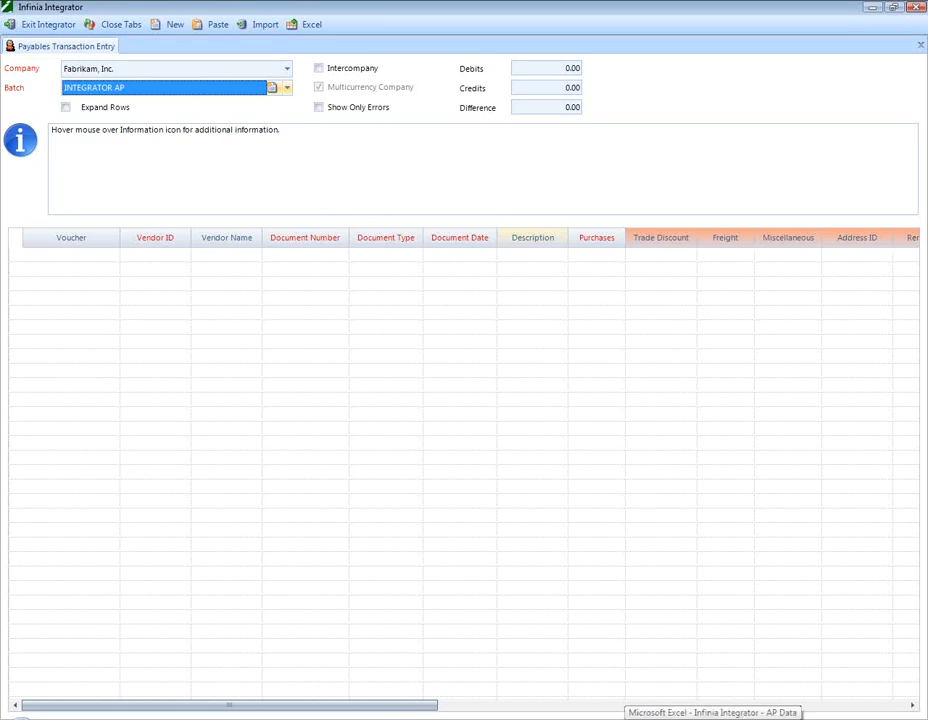 Infinia Integrator
Exit Integrator Close Tabs New Paste Import Excel
Payables Transaction Entry
Company Fabrikam, Inc. Intercompany Debits 0.00
Batch INTEGRATOR AP Multicurrency Company Credits 0.00
Expand Rows Show Only Errors Difference 0.00
Hover mouse over Information icon for additional information.
Voucher Vendor ID Vendor Name Document Number Document Type Document Date Description Purchases Trade Discount Freight Miscellaneous Address ID Rer
Microsoft Excel - Infinia Integrator - AP Data